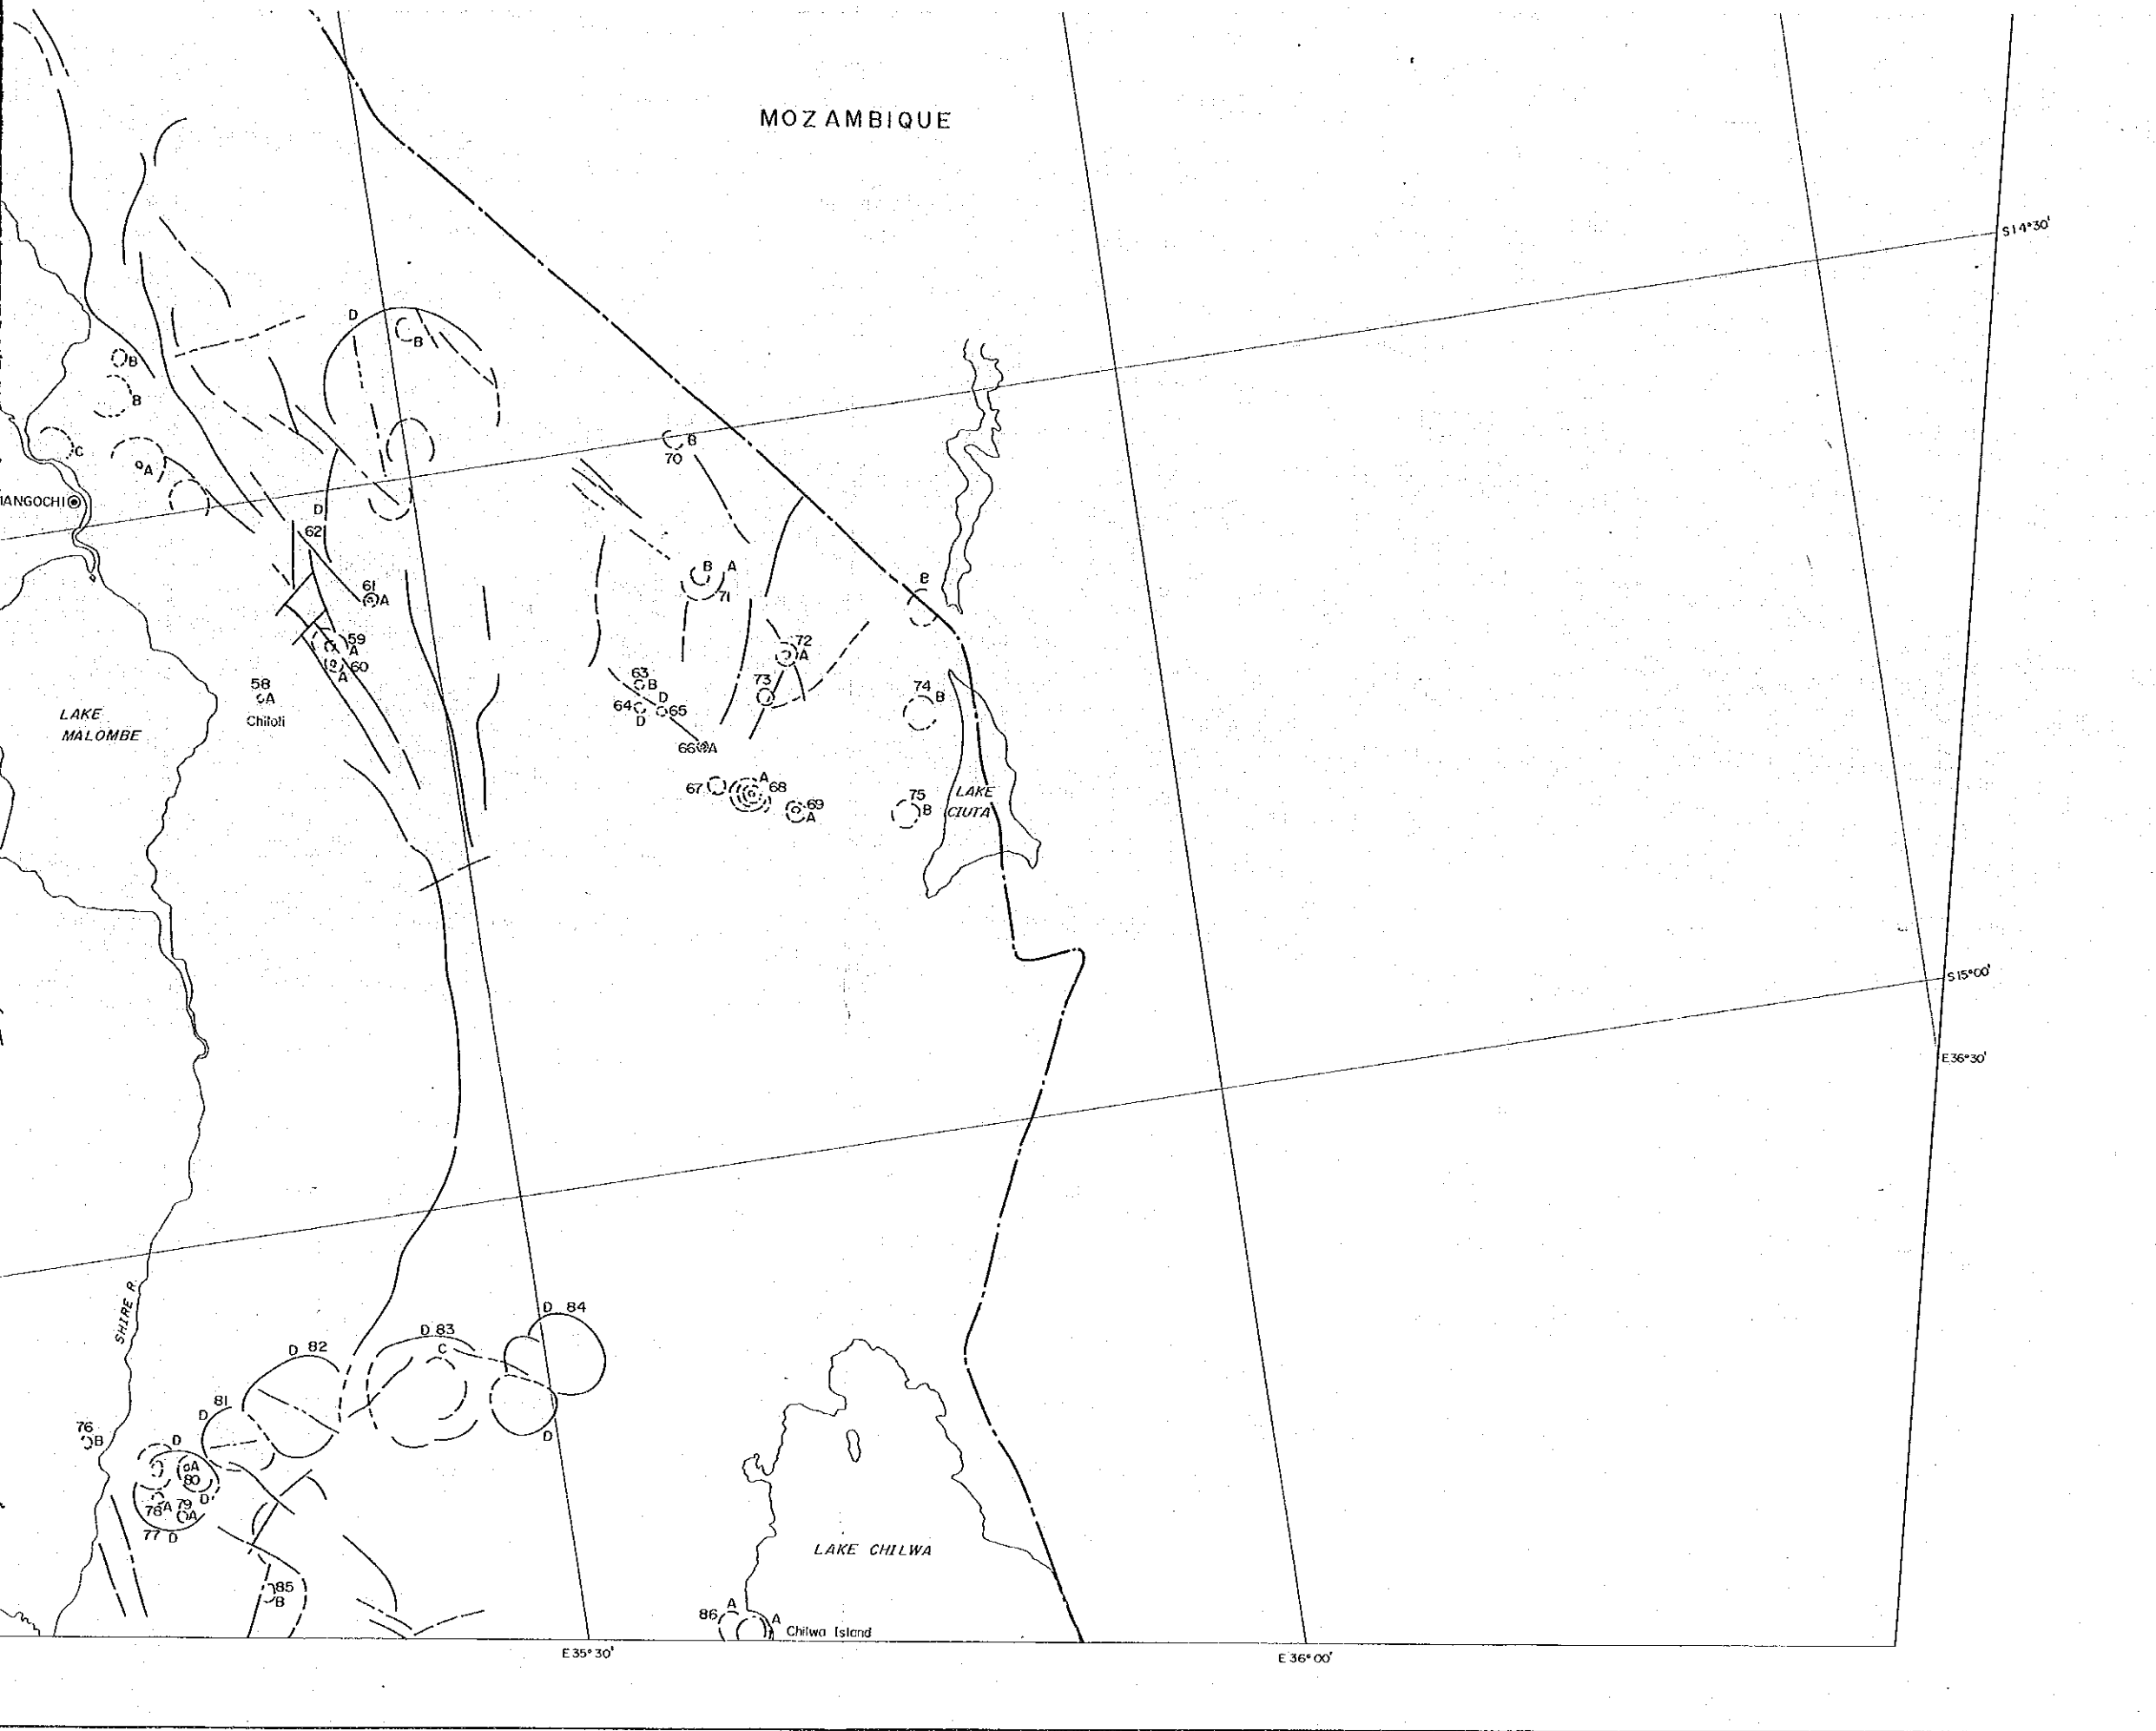 MOZAMBIQUE
S14°30'
D
B
B
B
C
A
B
70
IANGOCHI
D
62
B A
71
B
61
A
59
A
60
A
72
A
63
B
73
D
64
65
D
58
A
Chiloli
74
B
LAKE
MALOMBE
66 A
67
A
68
69
A
75
B
LAKE
CIUTA
S15°00'
E36°30'
SHIRE R.
D 84
D 83
C
D 82
D 81
76
B
D
D
A
80
D
78 A
79
A
77 D
LAKE CHILWA
85
B
86
A
A
Chilwa Island
E35°30'
E36°00'